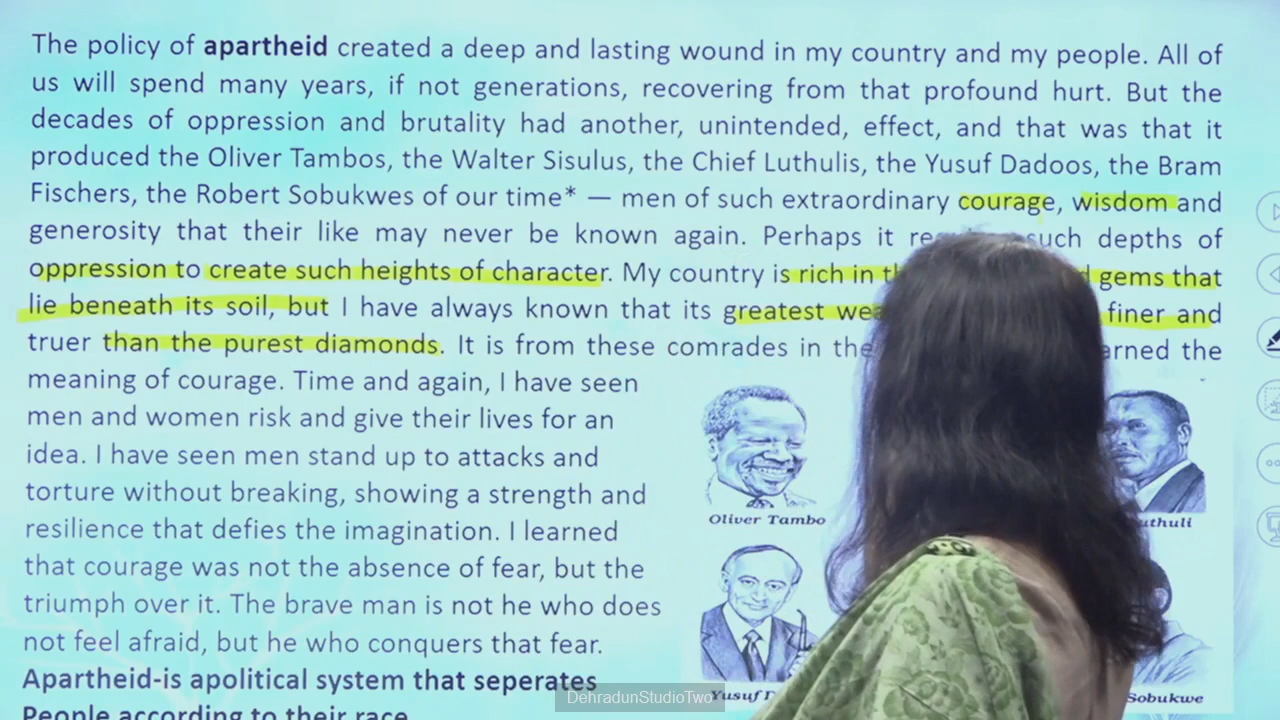 The policy of apartheid created a deep and lasting wound in my country and my people. All of
us will spend many years, if not generations, recovering from that profound hurt. But the
decades of oppression and brutality had another, unintended, effect, and that was that it
produced the Oliver Tambos, the Walter Sisulus, the Chief Luthulis, the Yusuf Dadoos, the Bram
Fischers, the Robert Sobukwes of our time* — men of such extraordinary courage, wisdom and
generosity that their like may never be known again. Perhaps it such depths of
oppression to create such heights of character. My country is rich in gems that
lie beneath its soil, but I have always known that its greatest finer and
truer than the purest diamonds. It is from these comrades in the the
meaning of courage. Time and again, I have seen
men and women risk and give their lives for an
idea. I have seen men stand up to attacks and
torture without breaking, showing a strength and
resilience that defies the imagination. I learned
that courage was not the absence of fear, but the
triumph over it. The brave man is not he who does
not feel afraid, but he who conquers that fear.
Apartheid-is apolitical system that seperates
People according to their race
Oliver Tambo
Yusuf
Sobukwe
DehradunStudioTwo